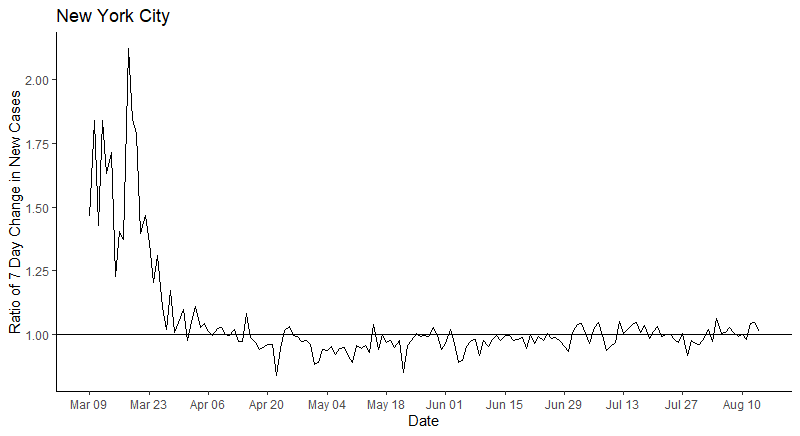 New York City
Ratio of 7 Day Change in New Cases
2.00
1.75
1.50
1.25
1.00
Mar 09 Mar 23 Apr 06 Apr 20 May 04 May 18 Jun 01 Jun 15 Jun 29 Jul 13 Jul 27 Aug 10
Date